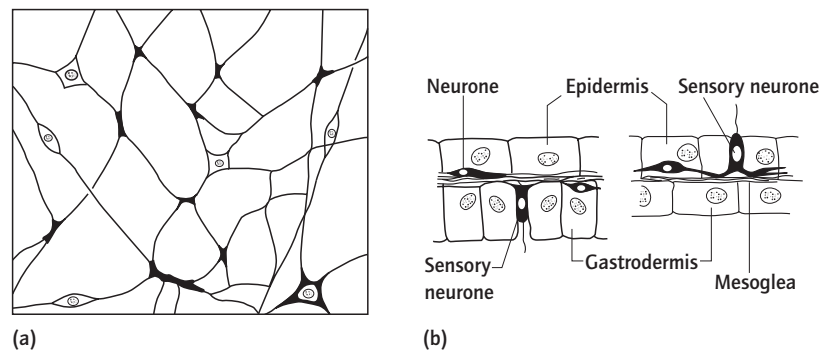 Neurone
Epidermis
Sensory neurone
Sensory
neurone
Gastrodermis
Mesoglea
(a)
(b)